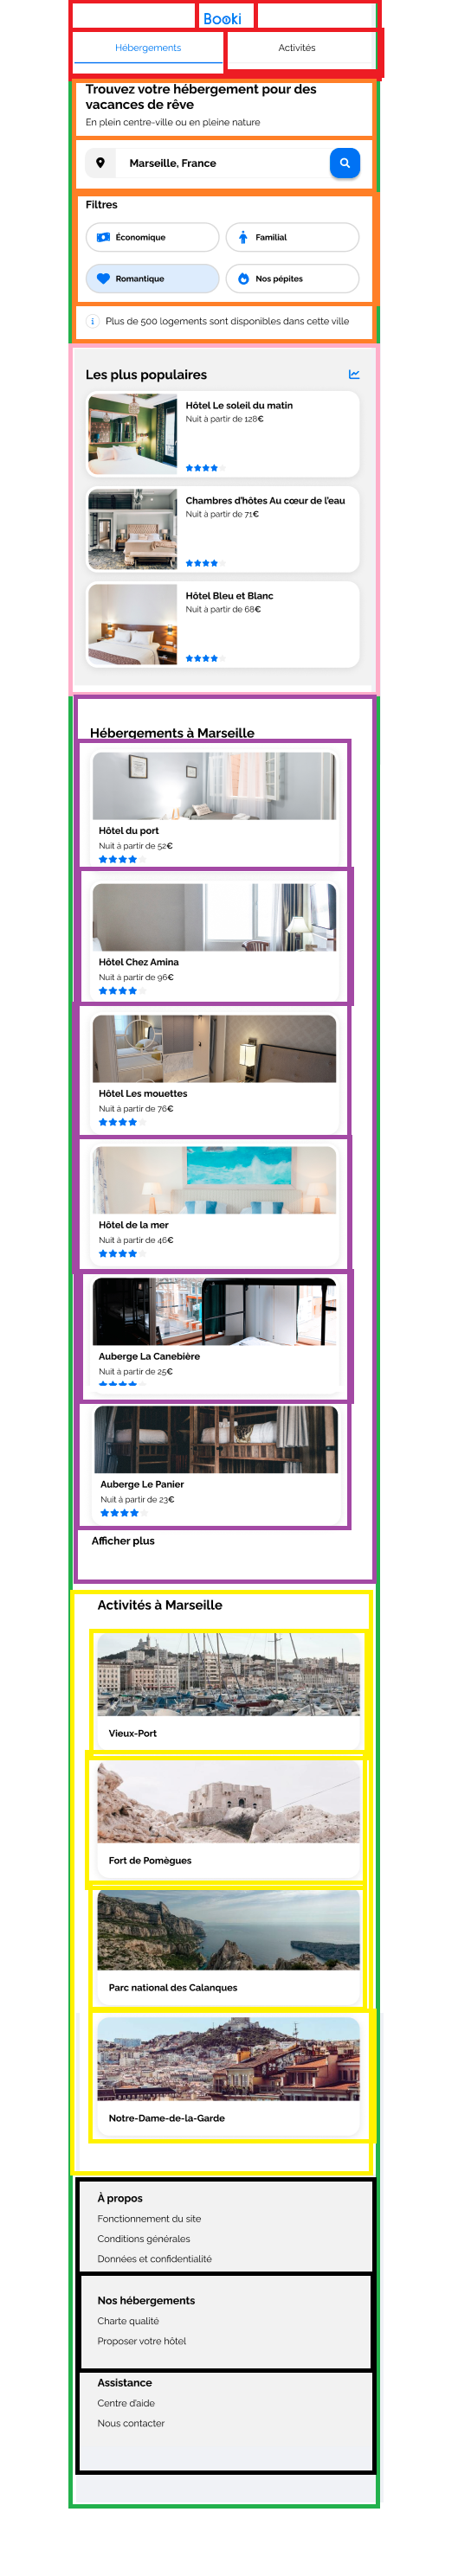 Booki
Hébergements
Activités
Trouvez votre hébergement pour des
vacances de rêve
En plein centre-ville ou en pleine nature
Marseille, France
Filtres
Économique
Familial
Romantique
Nos pépites
Plus de 500 logements sont disponibles dans cette ville
Les plus populaires
Hôtel Le soleil du matin
Nuit à partir de 128€
Chambres d'hôtes Au cœur de l'eau
Nuit à partir de 71€
Hôtel Bleu et Blanc
Nuit à partir de 68€
Hébergements à Marseille
Hôtel du port
Nuit à partir de 52€
Hôtel Chez Amina
Nuit à partir de 96€
Hôtel Les mouettes
Nuit à partir de 76€
Hôtel de la mer
Nuit à partir de 46€
Auberge La Canebière
Nuit à partir de 25€
Auberge Le Panier
Nuit à partir de 23€
Afficher plus
Activités à Marseille
Vieux-Port
Fort de Pomègues
Parc national des Calanques
Notre-Dame-de-la-Garde
À propos
Fonctionnement du site
Conditions générales
Données et confidentialité
Nos hébergements
Charte qualité
Proposer votre hôtel
Assistance
Centre d'aide
Nous contacter